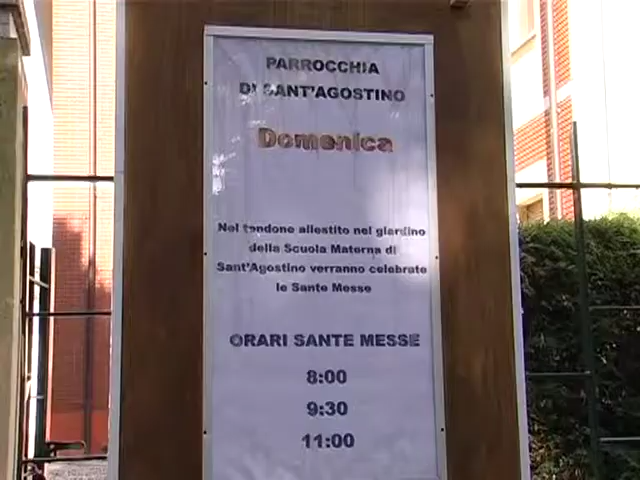 PARROCCHIA
DI SANT'AGOSTINO
Domenica
Nel tendone allestito nel giardino
della Scuola Materna di
Sant'Agostino verranno celebrate
le Sante Messe
ORARI SANTE MESSE
8:00
9:30
11:00